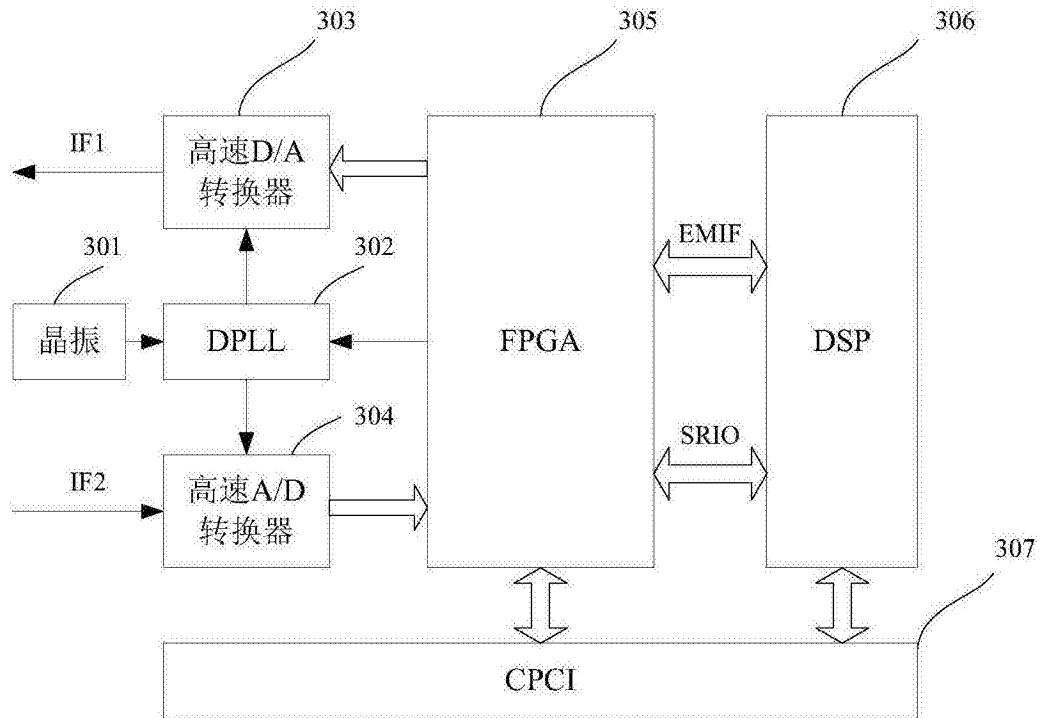 303
305
306
IF1
高速D/A
转换器
EMIF
301
302
晶振
DPLL
FPGA
DSP
304
SRIO
IF2
高速A/D
转换器
307
CPCI